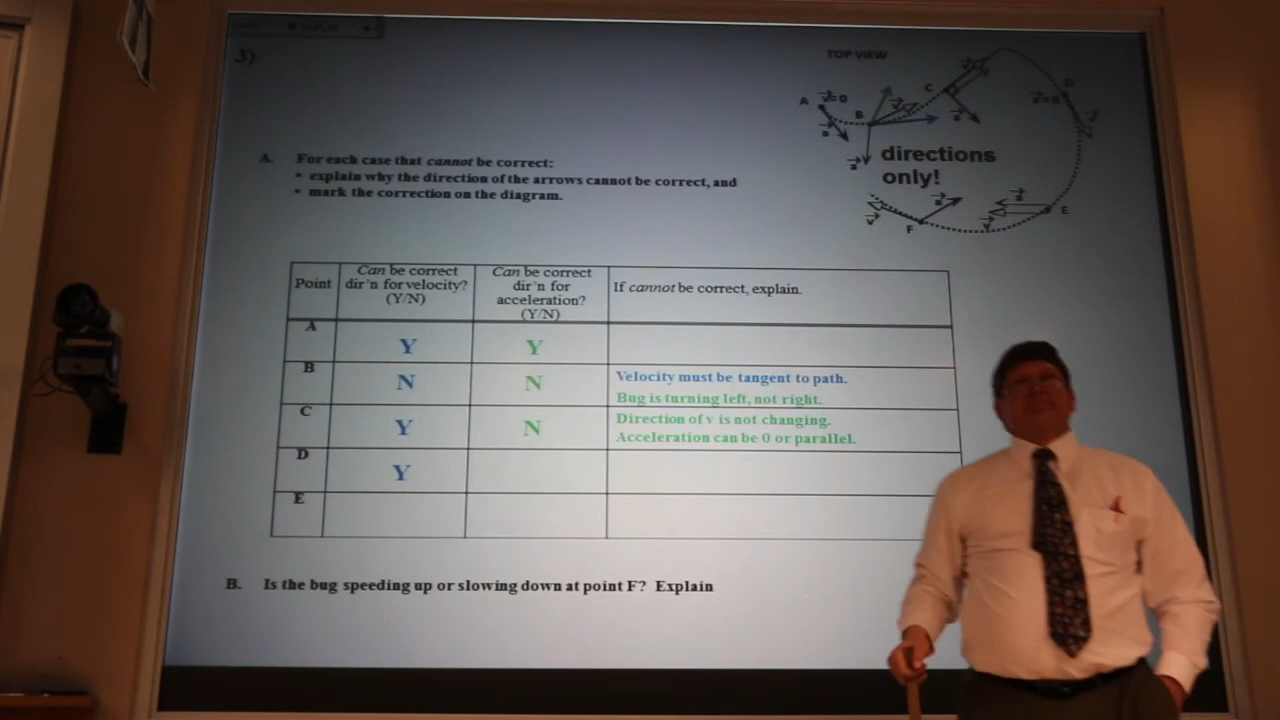 3)
TOP VIEW
A
v=0
a
B
v
a
C
v
a
D
a=0
v
directions
only!
a
v
E
a
v
F
A. For each case that cannot be correct:
• explain why the direction of the arrows cannot be correct, and
• mark the correction on the diagram.
Point
Can be correct
dir'n for velocity?
(Y/N)
Can be correct
dir'n for
acceleration?
(Y/N)
If cannot be correct, explain.
A
Y Y
B
N N
Velocity must be tangent to path.
Bug is turning left, not right.
C
Y N
Direction of v is not changing.
Acceleration can be 0 or parallel.
D
Y
E
B. Is the bug speeding up or slowing down at point F? Explain